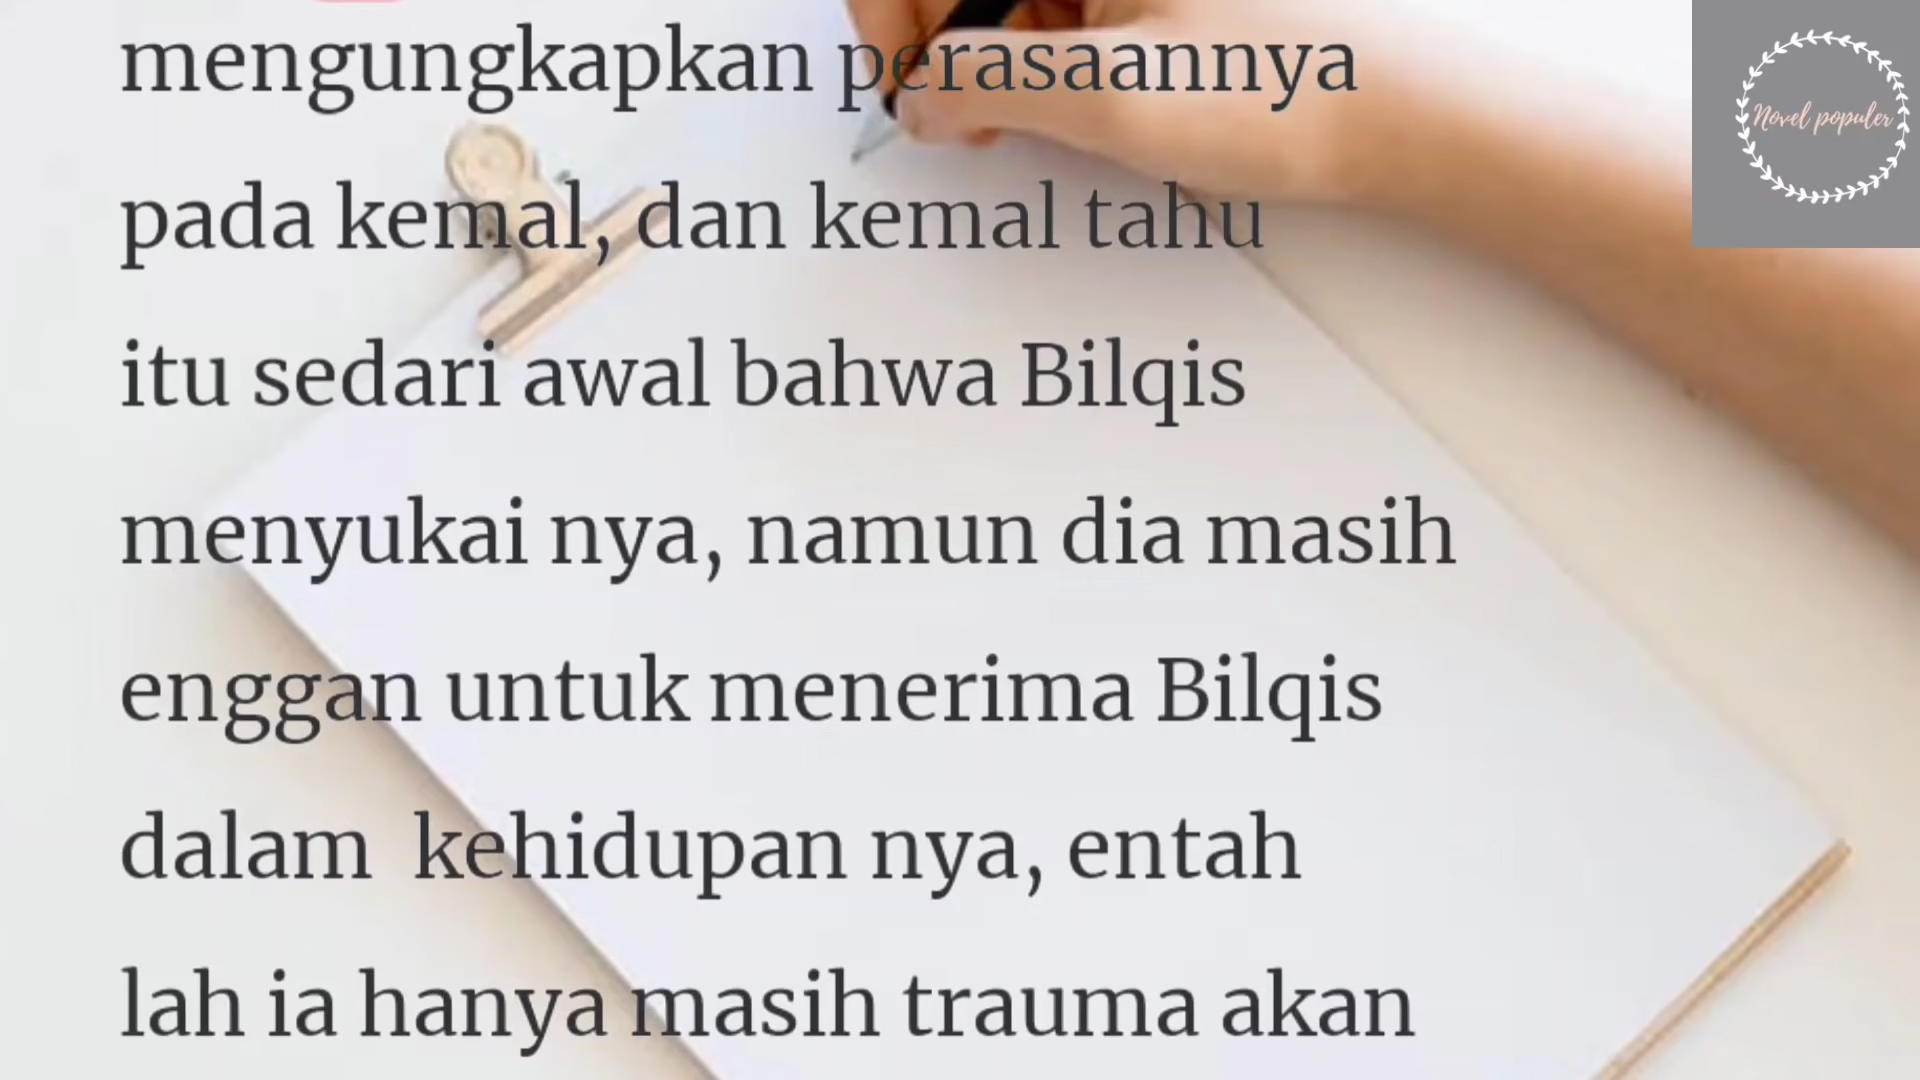 mengungkapkan perasaannya
Novel populer
pada kemal, dan kemal tahu
itu sedari awal bahwa Bilqis
menyukai nya, namun dia masih
enggan untuk menerima Bilqis
dalam  kehidupan nya, entah
lah ia hanya masih trauma akan